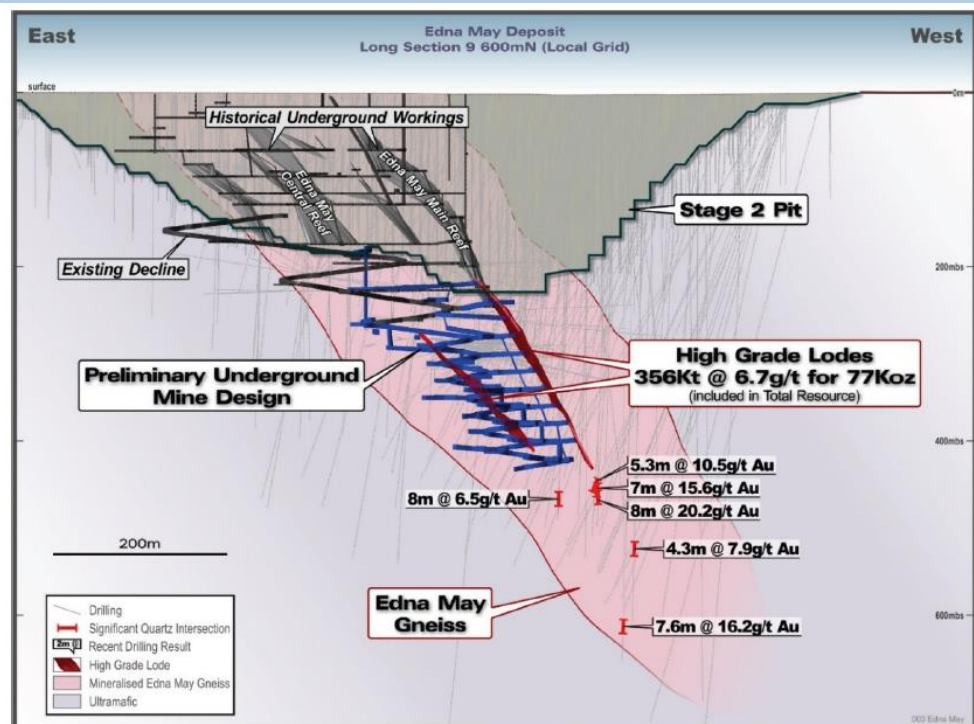 East
Edna May Deposit
Long Section 9 600mN (Local Grid)
West
surface
0m
Historical Underground Workings
Edna May
Central Reef
Edna May Main Reef
Stage 2 Pit
Existing Decline
200mbs
Preliminary Underground
Mine Design
High Grade Lodes
356Kt @ 6.7g/t for 77Koz
(included in Total Resource)
400mbs
5.3m @ 10.5g/t Au
7m @ 15.6g/t Au
8m @ 6.5g/t Au
8m @ 20.2g/t Au
200m
4.3m @ 7.9g/t Au
Edna May
Gneiss
600mbs
7.6m @ 16.2g/t Au
Drilling
Significant Quartz Intersection
Recent Drilling Result
High Grade Lode
Mineralised Edna May Gneiss
Ultramafic
Edna May